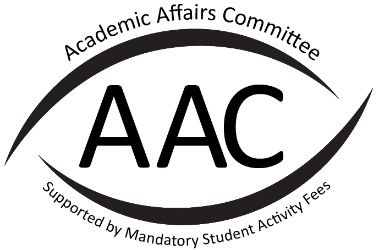 Academic Affairs Committee
AAC
Supported by Mandatory Student Activity Fees